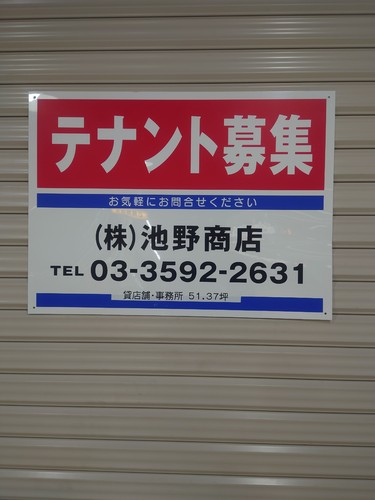 テナント募集
お気軽にお問合せください
(株)池野商店
TEL 03-3592-2631
貸店舗・事務所 51.37坪